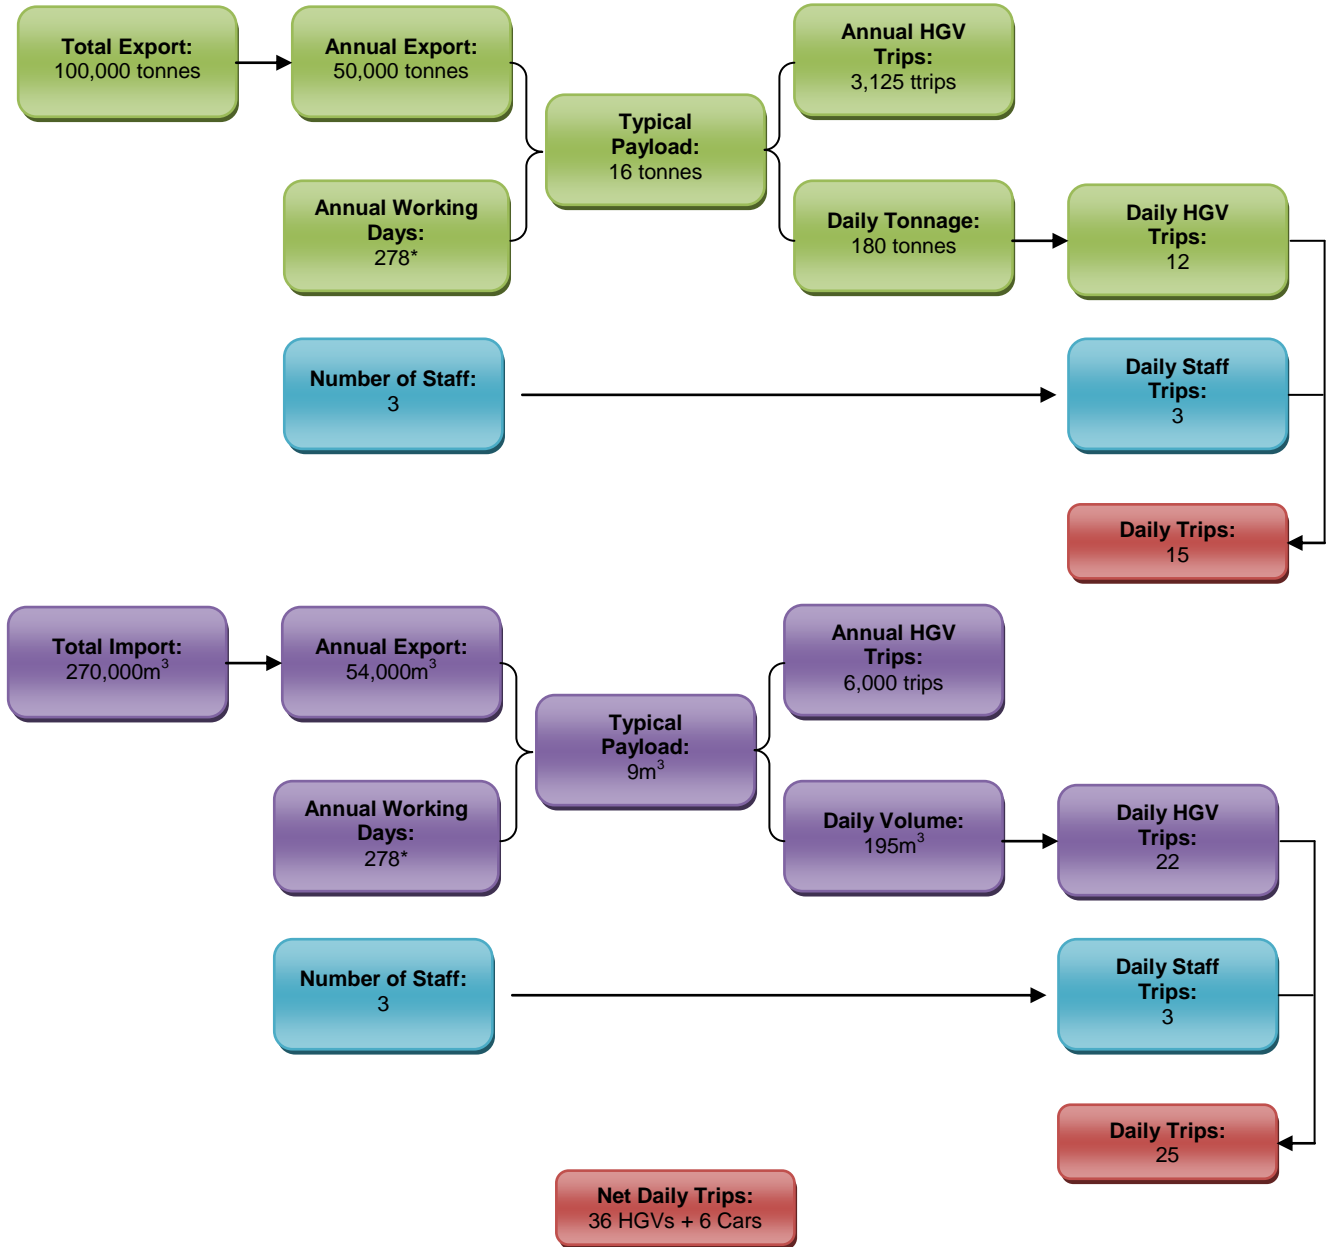 Total Export:
100,000 tonnes
Annual Export:
50,000 tonnes
Annual Working
Days:
278*
Typical
Payload:
16 tonnes
Annual HGV
Trips:
3,125 ttrips
Daily Tonnage:
180 tonnes
Daily HGV
Trips:
12
Number of Staff:
3
Daily Staff
Trips:
3
Daily Trips:
15
Total Import:
270,000m³
Annual Export:
54,000m³
Annual Working
Days:
278*
Typical
Payload:
9m³
Annual HGV
Trips:
6,000 trips
Daily Volume:
195m³
Daily HGV
Trips:
22
Number of Staff:
3
Daily Staff
Trips:
3
Daily Trips:
25
Net Daily Trips:
36 HGVs + 6 Cars